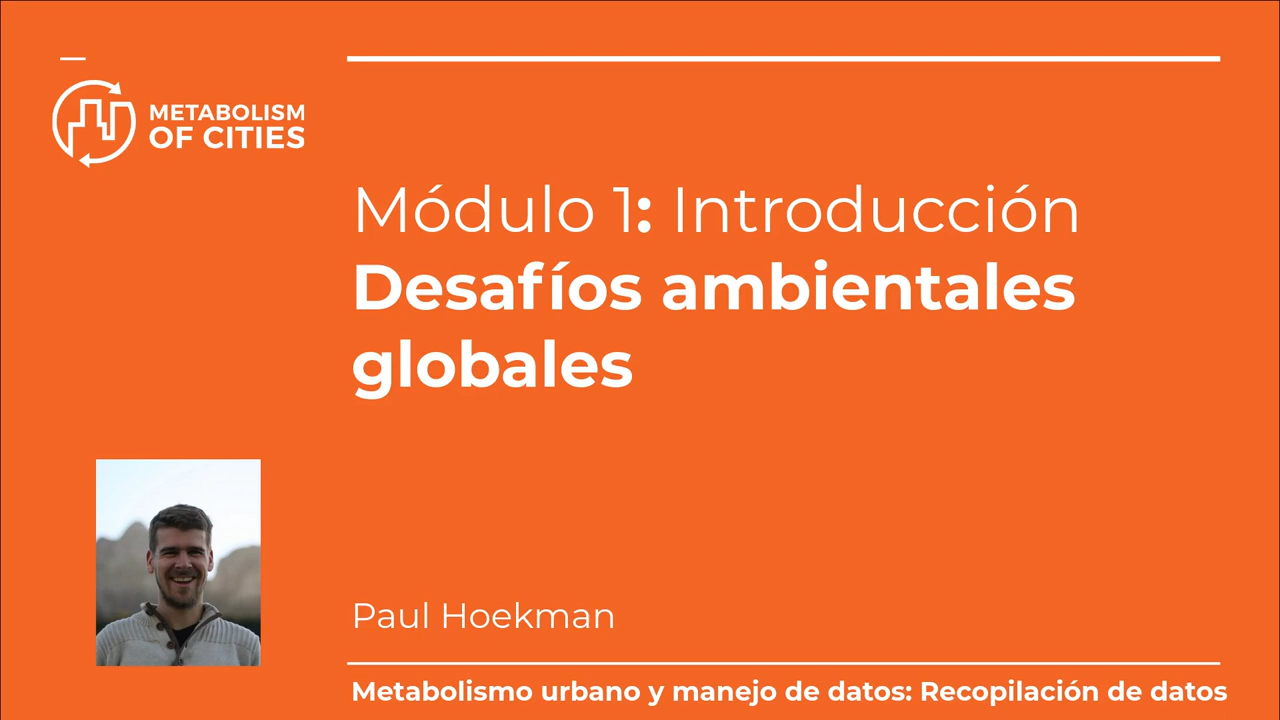 METABOLISM
OF CITIES
Módulo 1: Introducción
Desafíos ambientales
globales
Paul Hoekman
Metabolismo urbano y manejo de datos: Recopilación de datos